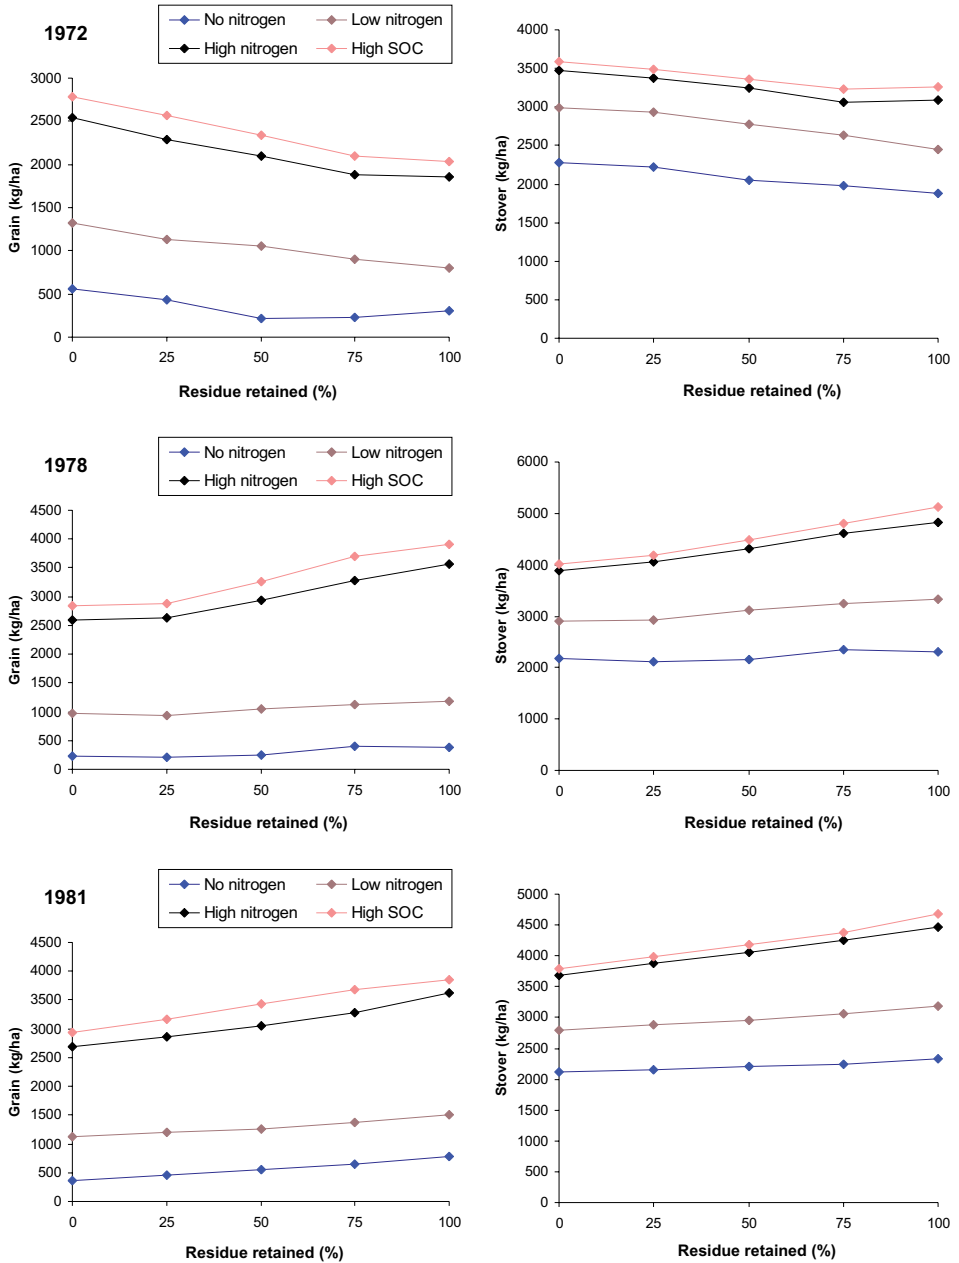 1972
No nitrogen
Low nitrogen
High nitrogen
High SOC
3000
2500
2000
1500
1000
500
0
Grain (kg/ha)
0 25 50 75 100
Residue retained (%)
4000
3500
3000
2500
2000
1500
1000
500
0
Stover (kg/ha)
0 25 50 75 100
Residue retained (%)
1978
No nitrogen
Low nitrogen
High nitrogen
High SOC
4500
4000
3500
3000
2500
2000
1500
1000
500
0
Grain (kg/ha)
0 25 50 75 100
Residue retained (%)
6000
5000
4000
3000
2000
1000
0
Stover (kg/ha)
0 25 50 75 100
Residue retained (%)
1981
No nitrogen
Low nitrogen
High nitrogen
High SOC
4500
4000
3500
3000
2500
2000
1500
1000
500
0
Grain (kg/ha)
0 25 50 75 100
Residue retained (%)
5000
4500
4000
3500
3000
2500
2000
1500
1000
500
0
Stover (kg/ha)
0 25 50 75 100
Residue retained (%)